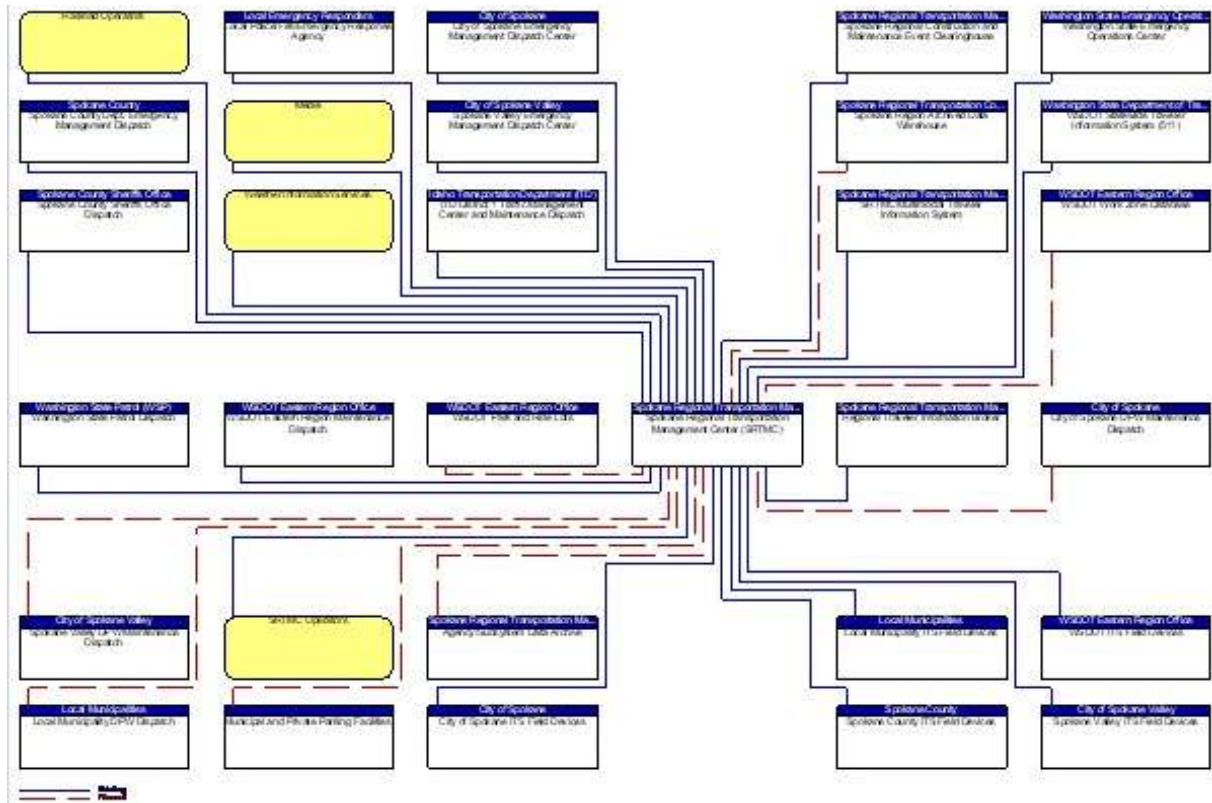 Railroad Operators
Local Emergency Responders
Local Police/Fire/Emergency Response
Agency
City of Spokane
City of Spokane Emergency
Management Dispatch Center
Spokane Regional Transportation Ma...
Spokane Regional Construction and
Maintenance Event Clearinghouse
Washington State Emergency Operati...
Washington State Emergency
Operations Center
Spokane County
Spokane County Dept. Emergency
Management Dispatch
Media
City of Spokane Valley
Spokane Valley Emergency
Management Dispatch Center
Spokane Regional Transportation Co...
Spokane Region Archived Data
Warehouse
Washington State Department of Tra...
WSDOT Statewide Traveler
Information System (511)
Spokane County Sheriffs Office
Spokane County Sheriffs Office
Dispatch
Weather Information Services
Idaho Transportation Department (ITD)
ITD District 1 Traffic Management
Center and Maintenance Dispatch
Spokane Regional Transportation Ma...
SRTMC Multimodal Traveler
Information System
WSDOT Eastern Region Office
WSDOT Work Zone Database
Washington State Patrol (WSP)
Washington State Patrol Dispatch
WSDOT Eastern Region Office
WSDOT Eastern Region Maintenance
Dispatch
WSDOT Eastern Region Office
WSDOT Park and Ride Lots
Spokane Regional Transportation Ma...
Spokane Regional Transportation
Management Center (SRTMC)
Spokane Regional Transportation Ma...
Regional Traveler Information Kiosk
City of Spokane
City of Spokane DPW Maintenance
Dispatch
City of Spokane Valley
Spokane Valley DPW Maintenance
Dispatch
SRTMC Operators
Spokane Regional Transportation Ma...
Agency Subsystem Data Archive
Local Municipalities
Local Municipality ITS Field Devices
WSDOT Eastern Region Office
WSDOT ITS Field Devices
Local Municipalities
Local Municipality DPW Dispatch
Municipal and Private Parking Facilities
City of Spokane
City of Spokane ITS Field Devices
Spokane County
Spokane County ITS Field Devices
City of Spokane Valley
Spokane Valley ITS Field Devices
Existing
Planned